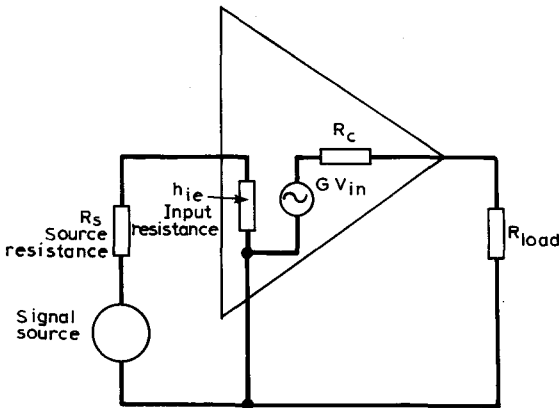 R_c
h_ie
Input
resistance
G V_in
R_s
Source
resistance
R_load
Signal
source